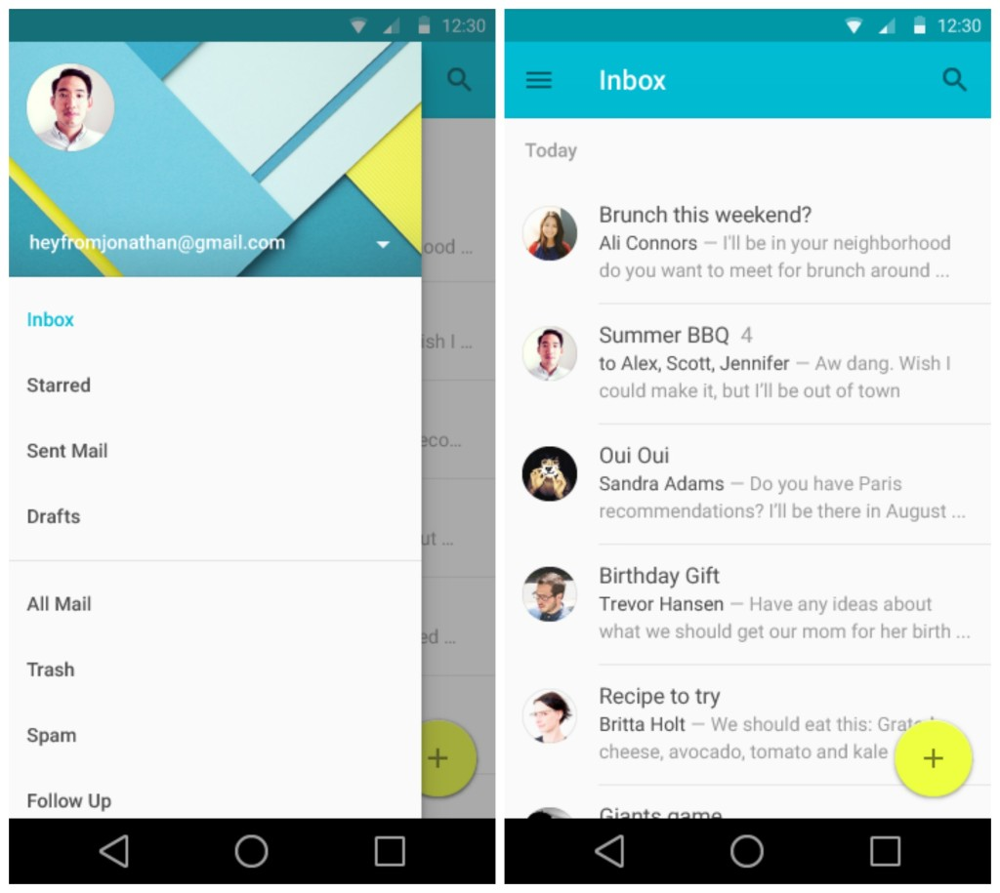 12:30
heyfromjonathan@gmail.com
Inbox
Starred
Sent Mail
Drafts
All Mail
Trash
Spam
Follow Up
ood ...
ish I ...
eco...
ut ...
ed ...
12:30
Inbox
Today
Brunch this weekend?
Ali Connors — I'll be in your neighborhood
do you want to meet for brunch around ...
Summer BBQ 4
to Alex, Scott, Jennifer — Aw dang. Wish I
could make it, but I'll be out of town
Oui Oui
Sandra Adams — Do you have Paris
recommendations? I'll be there in August ...
Birthday Gift
Trevor Hansen — Have any ideas about
what we should get our mom for her birth ...
Recipe to try
Britta Holt — We should eat this: Grated
cheese, avocado, tomato and kale
Giants game